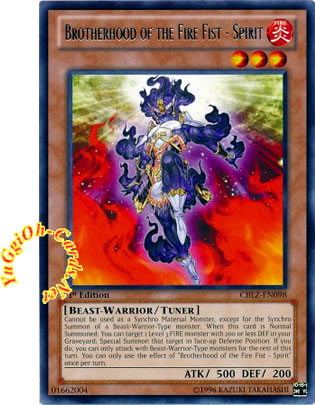 BROTHERHOOD OF THE FIRE FIST - SPIRIT
FIRE
炎
YuGgiOh-Cards.Net
1st Edition
CBLZ-EN098
[BEAST-WARRIOR / TUNER]
Cannot be used as a Synchro Material Monster, except for the Synchro
Summon of a Beast-Warrior-Type monster. When this card is Normal
Summoned: You can target 1 Level 3 FIRE monster with 200 or less DEF in your
Graveyard; Special Summon that target in face-up Defense Position. If you
do, you can only attack with Beast-Warrior-Type monsters for the rest of this
turn. You can only use the effect of "Brotherhood of the Fire Fist - Spirit"
once per turn.
ATK/ 500 DEF/ 200
01662004
©1996 KAZUKI TAKAHASHI